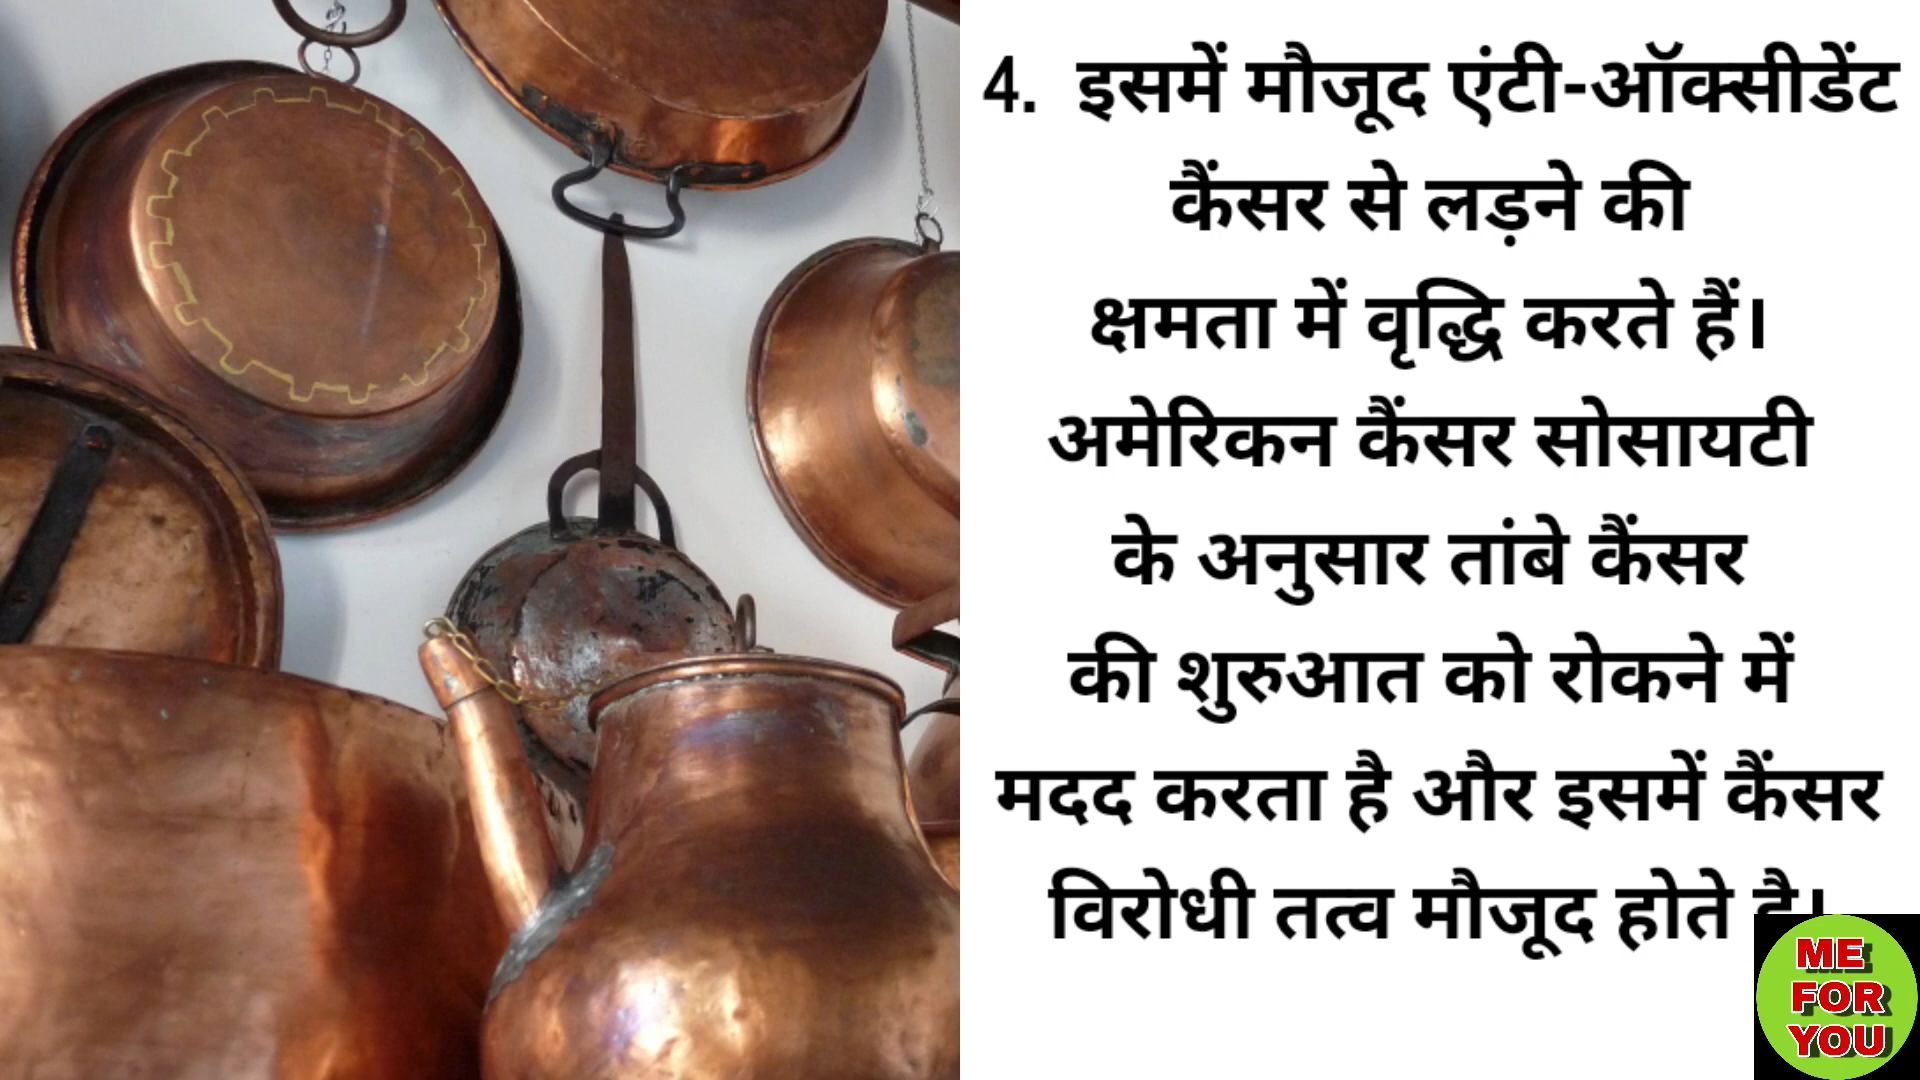 4. इसमें मौजूद एंटी-ऑक्सीडेंट
कैंसर से लड़ने की
क्षमता में वृद्धि करते हैं।
अमेरिकन कैंसर सोसायटी
के अनुसार तांबे कैंसर
की शुरुआत को रोकने में
मदद करता है और इसमें कैंसर
विरोधी तत्व मौजूद होते है।
ME
FOR
YOU